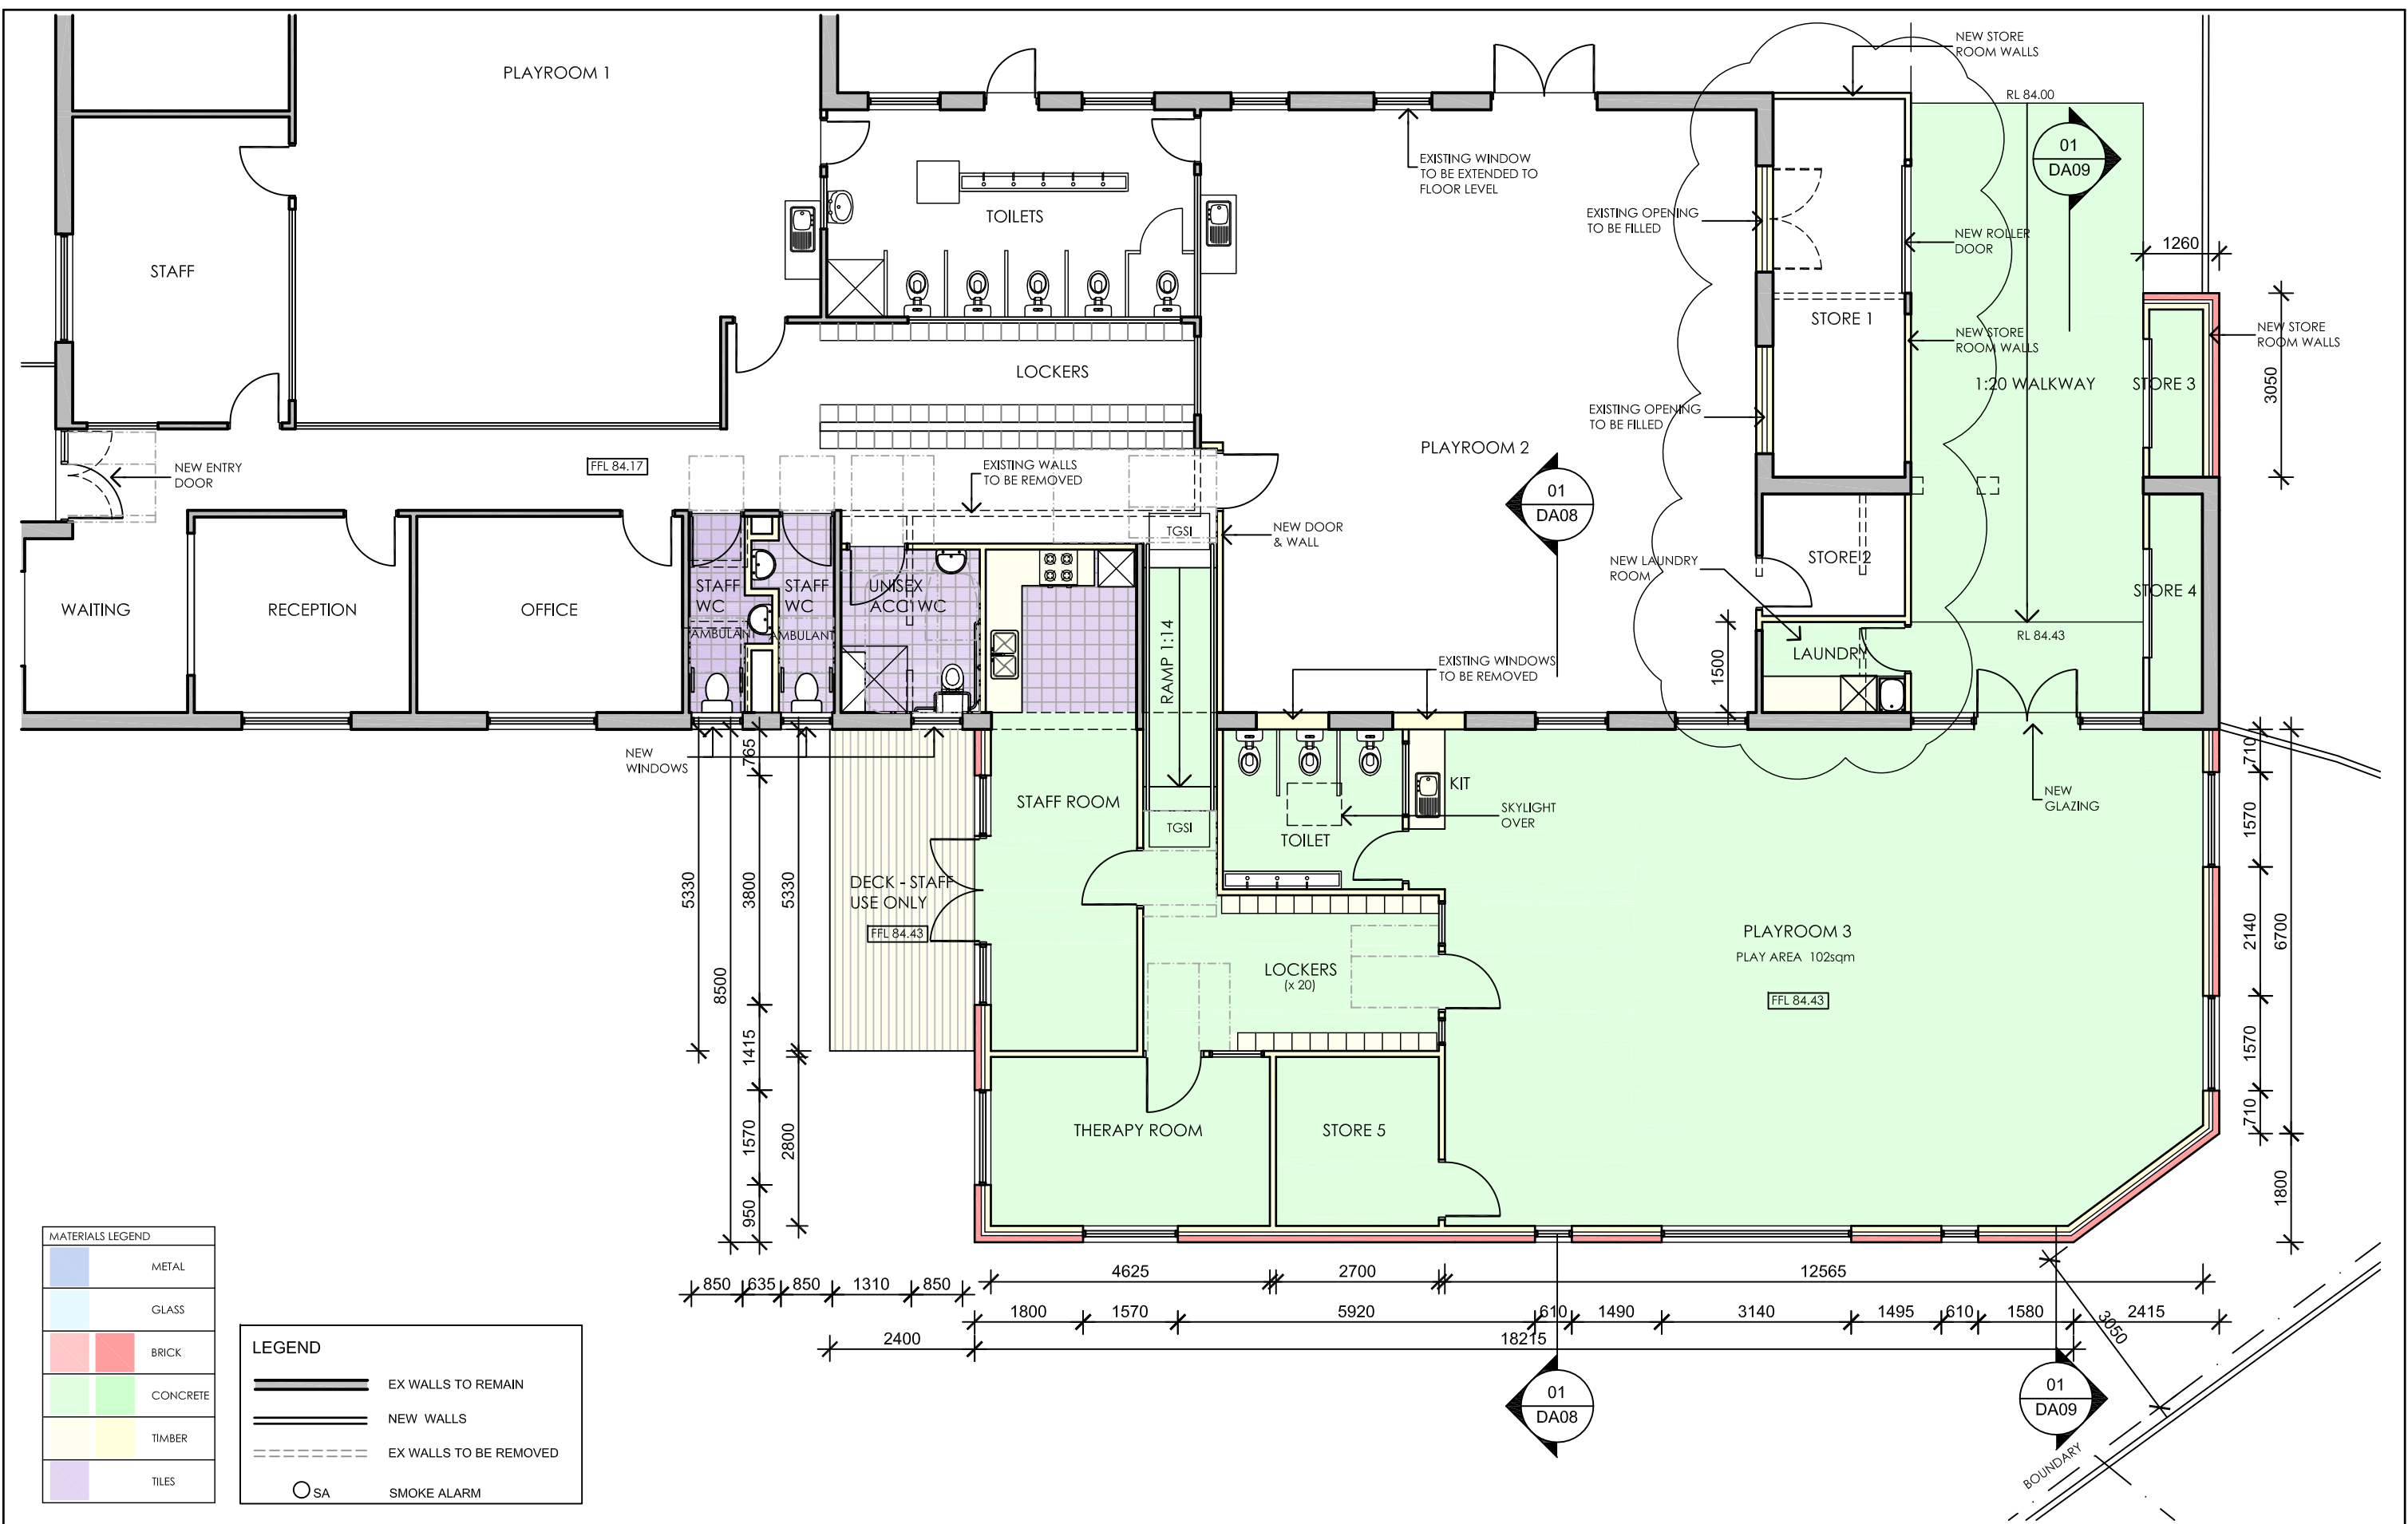 PLAYROOM 1
NEW STORE
ROOM WALLS
RL 84.00
01
DA09
EXISTING WINDOW
TO BE EXTENDED TO
FLOOR LEVEL
TOILETS
EXISTING OPENING
TO BE FILLED
NEW ROLLER
DOOR
1260
STAFF
STORE 1
NEW STORE
ROOM WALLS
NEW STORE
ROOM WALLS
LOCKERS
1:20 WALKWAY
STORE 3
3050
EXISTING OPENING
TO BE FILLED
PLAYROOM 2
NEW ENTRY
DOOR
FFL 84.17
EXISTING WALLS
TO BE REMOVED
01
DA08
TGSI
NEW DOOR
& WALL
STORE 2
NEW LAUNDRY
ROOM
WAITING
RECEPTION
OFFICE
STAFF
WC
AMBULANT
STAFF
WC
AMBULANT
UNISEX
ACC WC
RAMP 1:14
STORE 4
RL 84.43
1500
LAUNDRY
EXISTING WINDOWS
TO BE REMOVED
NEW
WINDOWS
765
710
KIT
STAFF ROOM
SKYLIGHT
OVER
NEW
GLAZING
TGSI
TOILET
1570
5330
3800
5330
DECK - STAFF
USE ONLY
FFL 84.43
PLAYROOM 3
PLAY AREA 102sqm
2140
6700
8500
LOCKERS
(x 20)
FFL 84.43
1415
1570
710
1570
2800
THERAPY ROOM
STORE 5
950
1800
MATERIALS LEGEND
METAL
GLASS
BRICK
CONCRETE
TIMBER
TILES
LEGEND
EX WALLS TO REMAIN
NEW WALLS
EX WALLS TO BE REMOVED
SA SMOKE ALARM
850 635 850 1310 850
4625 2700 12565
1800 1570 5920 610 1490 3140 1495 610 1580 2415
2400 18215
3050
01
DA08
01
DA09
BOUNDARY